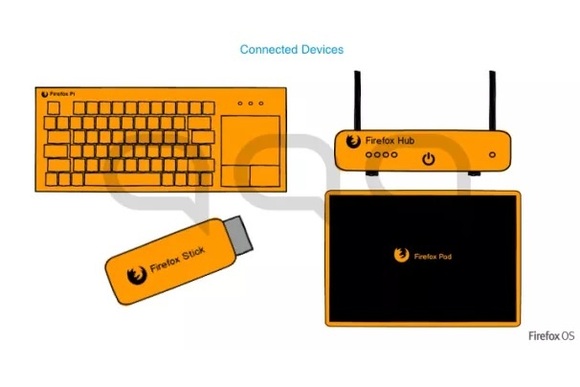 Connected Devices
Firefox Pi
Firefox Hub
Firefox Stick
Firefox Pad
Firefox OS